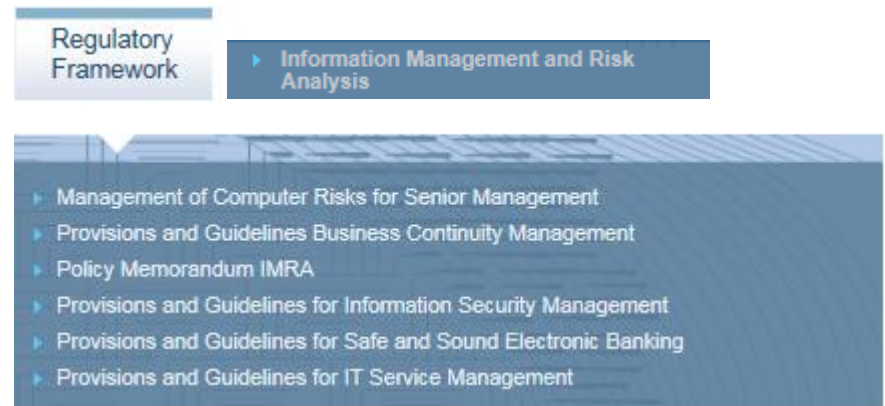 Regulatory
Framework
Information Management and Risk
Analysis
Management of Computer Risks for Senior Management
Provisions and Guidelines Business Continuity Management
Policy Memorandum IMRA
Provisions and Guidelines for Information Security Management
Provisions and Guidelines for Safe and Sound Electronic Banking
Provisions and Guidelines for IT Service Management